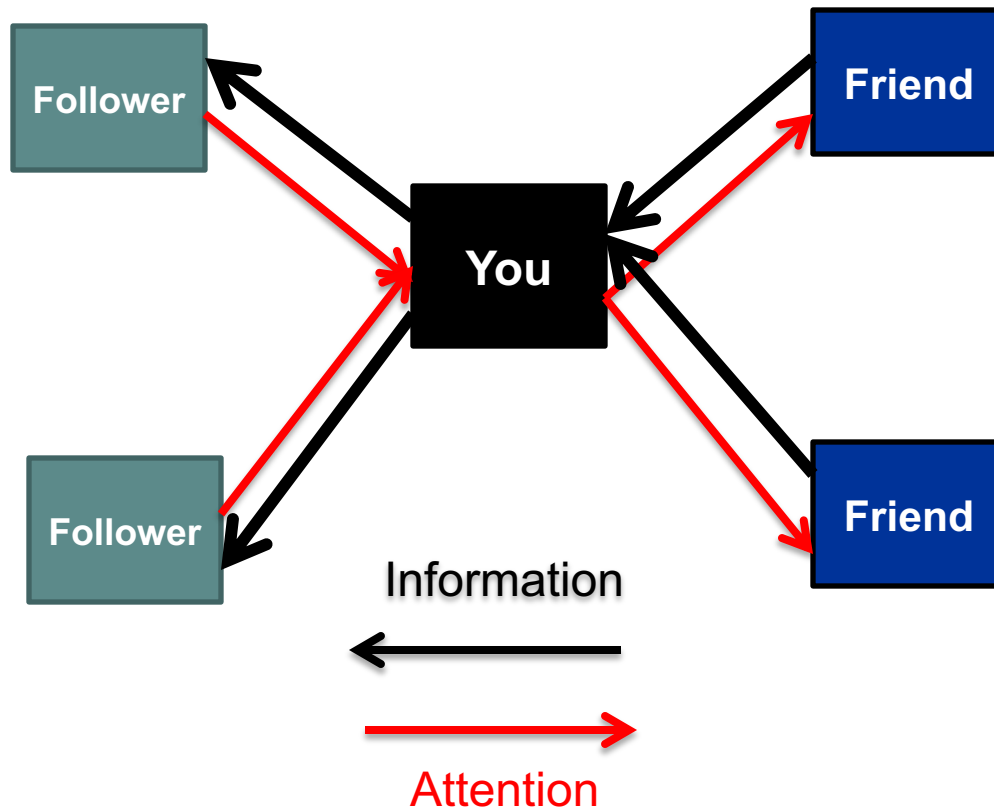 Follower
Friend
You
Follower
Friend
Information
Attention